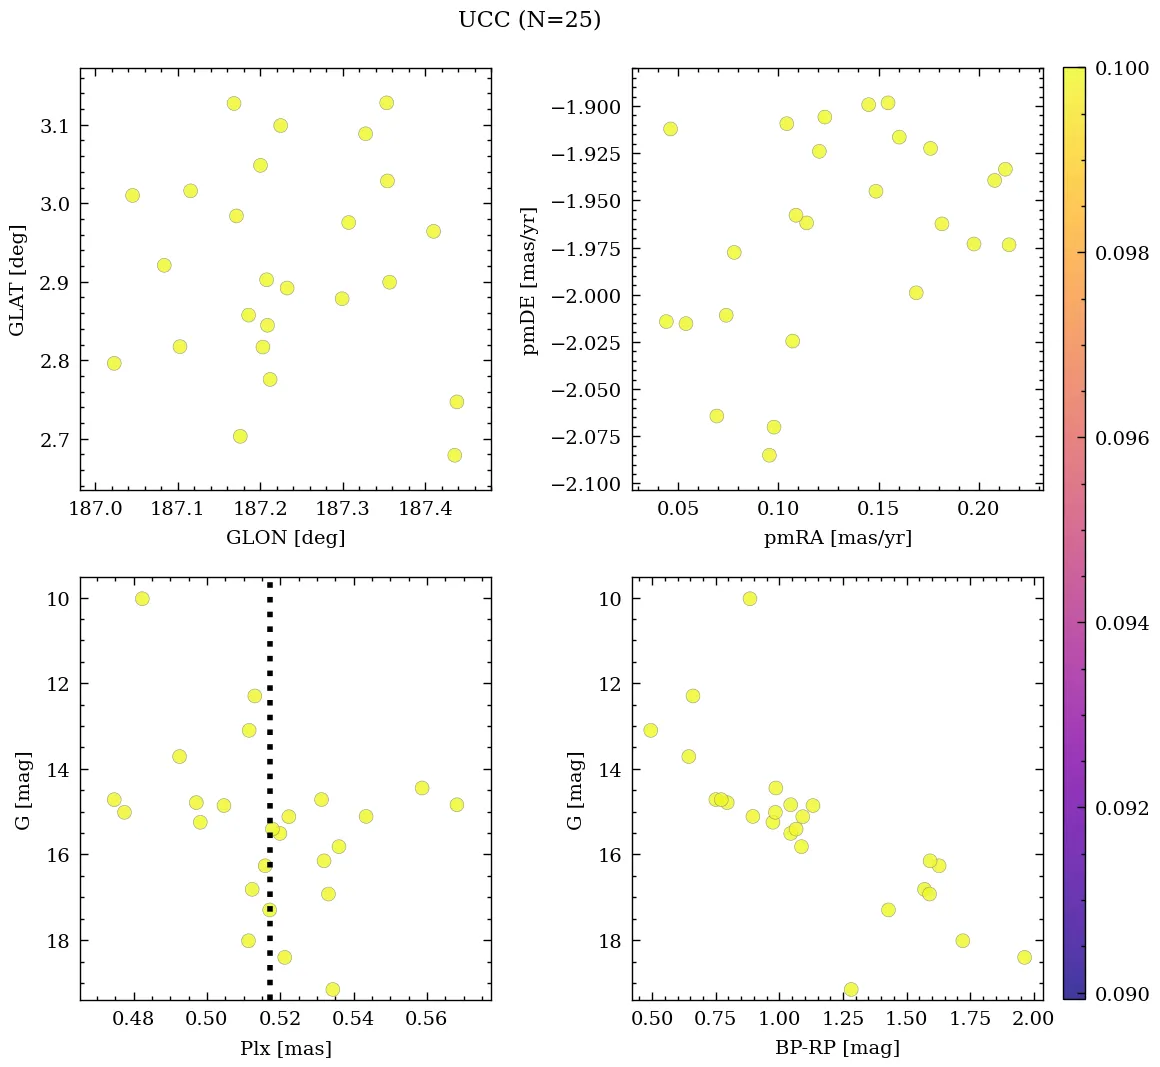 UCC (N=25)
3.1
3.0
2.9
2.8
2.7
GLAT [deg]
187.0 187.1 187.2 187.3 187.4
GLON [deg]
−1.900
−1.925
−1.950
−1.975
−2.000
−2.025
−2.050
−2.075
−2.100
pmDE [mas/yr]
0.05 0.10 0.15 0.20
pmRA [mas/yr]
10
12
14
16
18
G [mag]
0.48 0.50 0.52 0.54 0.56
Plx [mas]
10
12
14
16
18
G [mag]
0.50 0.75 1.00 1.25 1.50 1.75 2.00
BP-RP [mag]
0.100
0.098
0.096
0.094
0.092
0.090